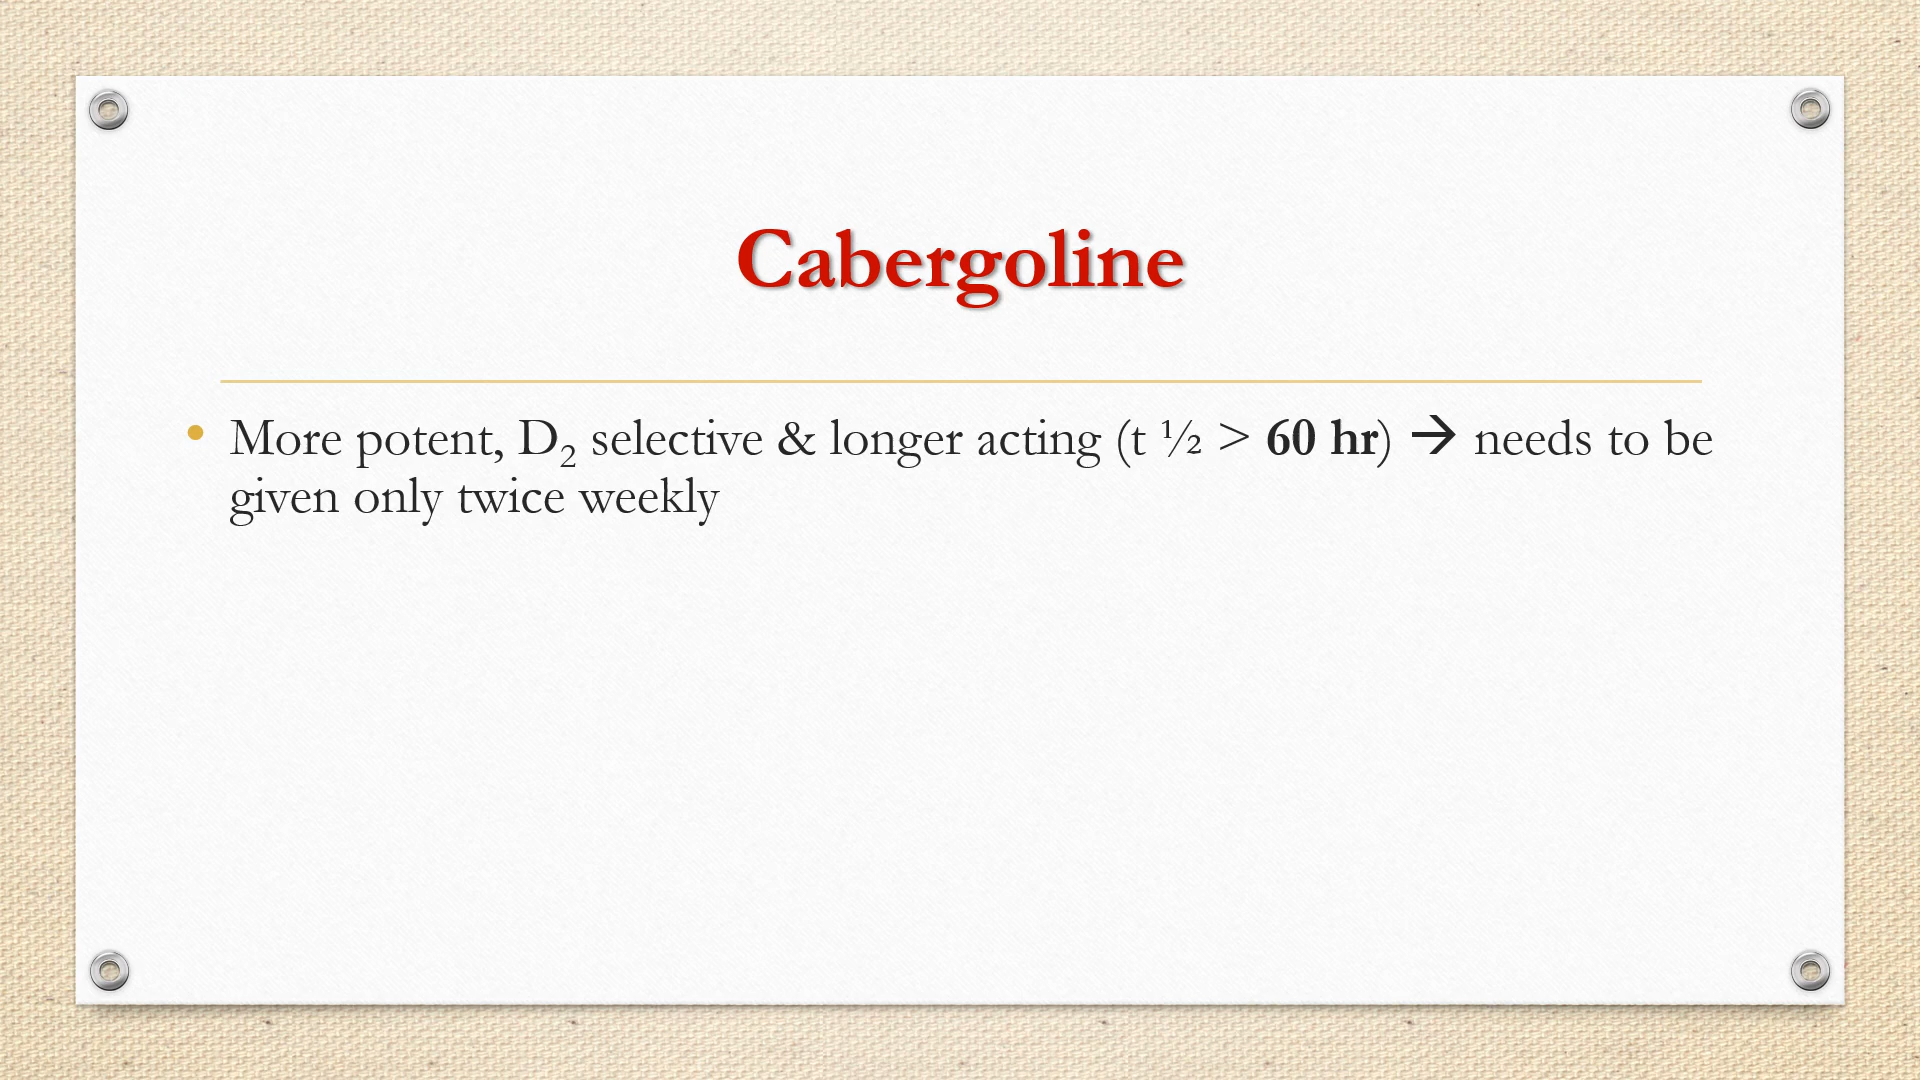 Cabergoline
• More potent, D₂ selective & longer acting (t ½ > 60 hr) → needs to be
given only twice weekly